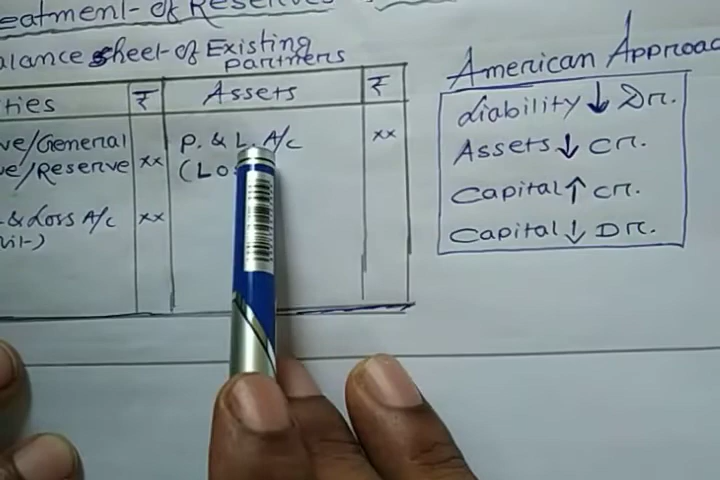 eatment-of Reserves
alance sheet-of Existing
partners
ties ₹ Assets ₹
ve/General P. & L. A/c xx
ve/Reserve xx (Lo
& Loss A/c xx
it)
American Approac
Liability ↓ Dr.
Assets ↓ Cr.
Capital ↑ Cr.
Capital ↓ Dr.